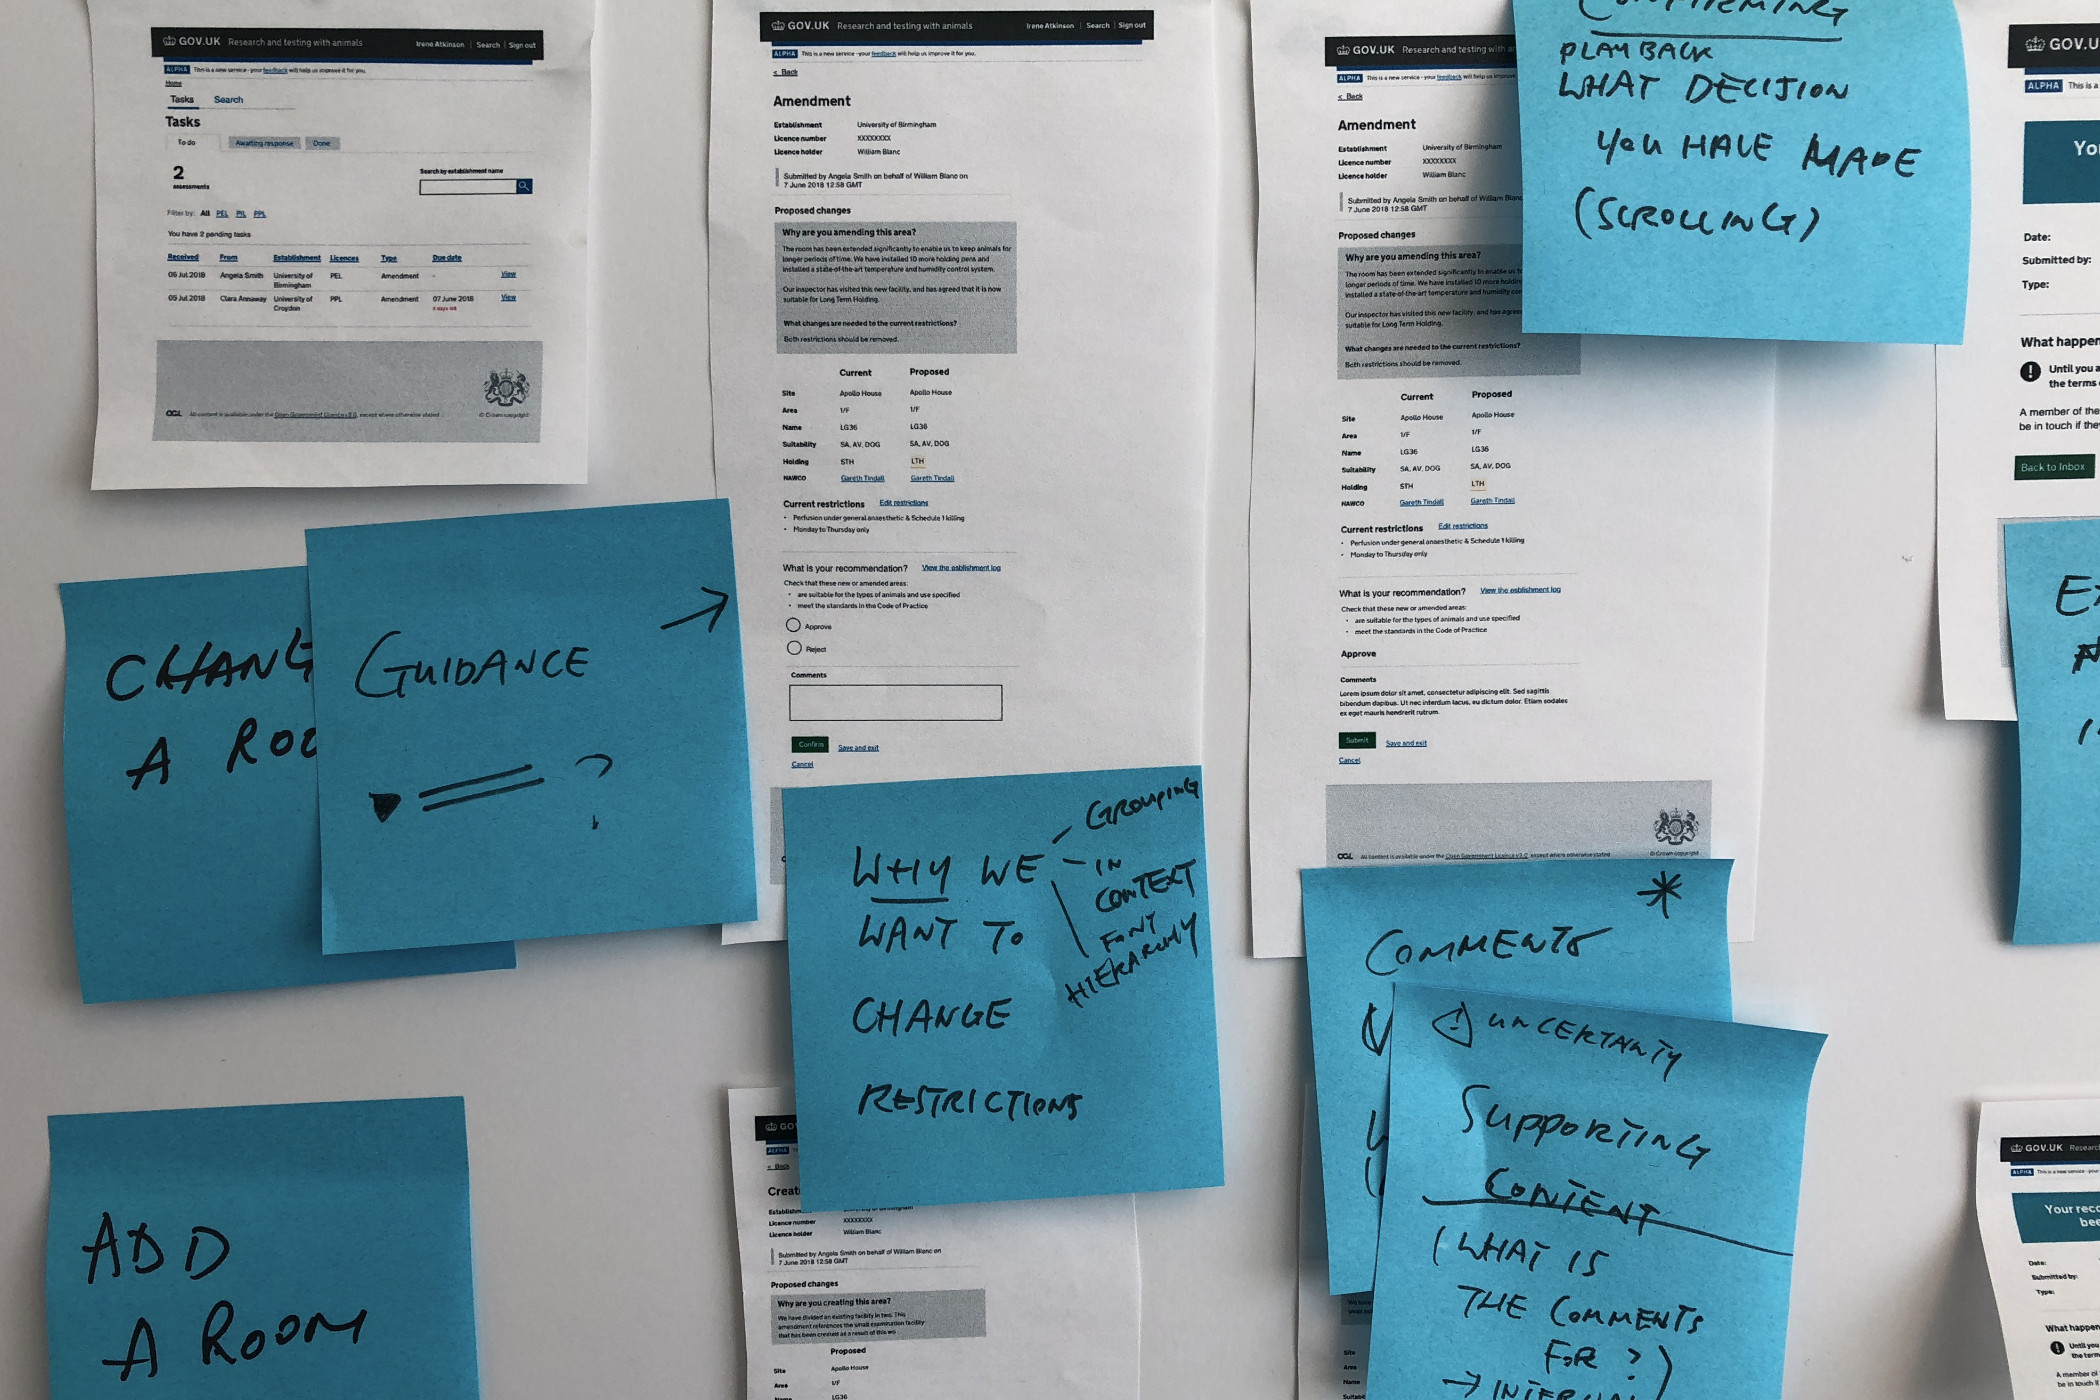 GOV.UK Research and testing with animals
Irene Atkinson | Search | Sign out
ALPHA This is a new service - your feedback will help us improve it for you.
Home
Tasks Search
Tasks
To do Awaiting response Done
2
assessments
Search by establishment name
Filter by: All PEL PIL PPL
You have 2 pending tasks
Received From Establishment Licences Type Due date
06 Jul 2018 Angela Smith University of Birmingham PEL Amendment - View
05 Jul 2018 Clara Annaway University of Croydon PPL Amendment 07 June 2018 View
OGL All content is available under the Open Government Licence v3.0, except where otherwise stated
© Crown copyright
GOV.UK Research and testing with animals
Irene Atkinson | Search | Sign out
ALPHA This is a new service - your feedback will help us improve it for you.
< Back
Amendment
Establishment University of Birmingham
Licence number XXXXXXXX
Licence holder William Blanc
Submitted by Angela Smith on behalf of William Blanc on
7 June 2018 12:58 GMT
Proposed changes
Why are you amending this area?
The room has been extended significantly to enable us to keep animals for
longer periods of time. We have installed 10 more holding pens and
installed a state-of-the-art temperature and humidity control system.
Our inspector has visited this new facility, and has agreed that it is now
suitable for Long Term Holding.
What changes are needed to the current restrictions?
Both restrictions should be removed.
Current Proposed
Site Apollo House Apollo House
Area 1/F 1/F
Name LG36 LG36
Suitability SA, AV, DOG SA, AV, DOG
Holding STH LTH
NAWCO Gareth Tindall Gareth Tindall
Current restrictions Edit restrictions
• Perfusion under general anaesthetic & Schedule 1 killing
• Monday to Thursday only
What is your recommendation? View the esblishment log
Check that these new or amended areas:
• are suitable for the types of animals and use specified
• meet the standards in the Code of Practice
Approve
Reject
Comments
Confirm Save and exit
Cancel
GOV.UK Research and testing with
ALPHA This is a new service - your feedback will help us improve
< Back
Amendment
Establishment University of Birmingham
Licence number XXXXXXXX
Licence holder William Blanc
Submitted by Angela Smith on behalf of William Blanc
7 June 2018 12:58 GMT
Proposed changes
Why are you amending this area?
The room has been extended significantly to enable us to
longer periods of time. We have installed 10 more holding
installed a state-of-the-art temperature and humidity
Our inspector has visited this new facility, and has agreed
suitable for Long Term Holding.
What changes are needed to the current restrictions?
Both restrictions should be removed.
Current Proposed
Site Apollo House Apollo House
Area 1/F 1/F
Name LG36 LG36
Suitability SA, AV, DOG SA, AV, DOG
Holding STH LTH
NAWCO Gareth Tindall Gareth Tindall
Current restrictions Edit restrictions
• Perfusion under general anaesthetic & Schedule 1 killing
• Monday to Thursday only
What is your recommendation? View the esblishment log
Check that these new or amended areas:
• are suitable for the types of animals and use specified
• meet the standards in the Code of Practice
Approve
Comments
Lorem ipsum dolor sit amet, consectetur adipiscing elit. Sed sagittis
bibendum dapibus. Ut nec interdum lacus, eu dictum dolor. Etiam sodales
ex eget mauris hendrerit rutrum.
Submit Save and exit
Cancel
OGL All content is available under the Open Government Licence v3.0, except where otherwise stated
© Crown copyright
CONFIRMING
PLAYBACK
WHAT DECISION
YOU HAVE MADE
(SCROLLING)
GOV.U
ALPHA This is a
Yo
Date:
Submitted by:
Type:
What happen
Until you a
the terms
A member of the
be in touch if they
Back to Inbox
CHANG
A ROO
GUIDANCE
?
WHY WE
WANT TO
CHANGE
RESTRICTIONS
GROUPING
IN
CONTEXT
FONT
HIERARCHY
COMMENTS
! UNCERTAINTY
SUPPORTING
CONTENT
(WHAT IS
THE COMMENTS
FOR?)
→ INTERNAL
ADD
A ROOM
GO
< Back
Creat
Establishm
Licence number XXXXXXXX
Licence holder William Blanc
Submitted by Angela Smith on behalf of William Blanc on
7 June 2018 12:58 GMT
Proposed changes
Why are you creating this area?
We have divided an existing facility in two. This
amendment references the small examination facility
that has been created as a result of this wo
Proposed
Site Apollo House
Area 1/F
Name LG36
Site
Area
Name
GOV.UK Researc
ALPHA This is a new service - your
Your reco
bee
Date:
Submitted by:
Type:
What happen
Until you
the term
A member of
be in touch if